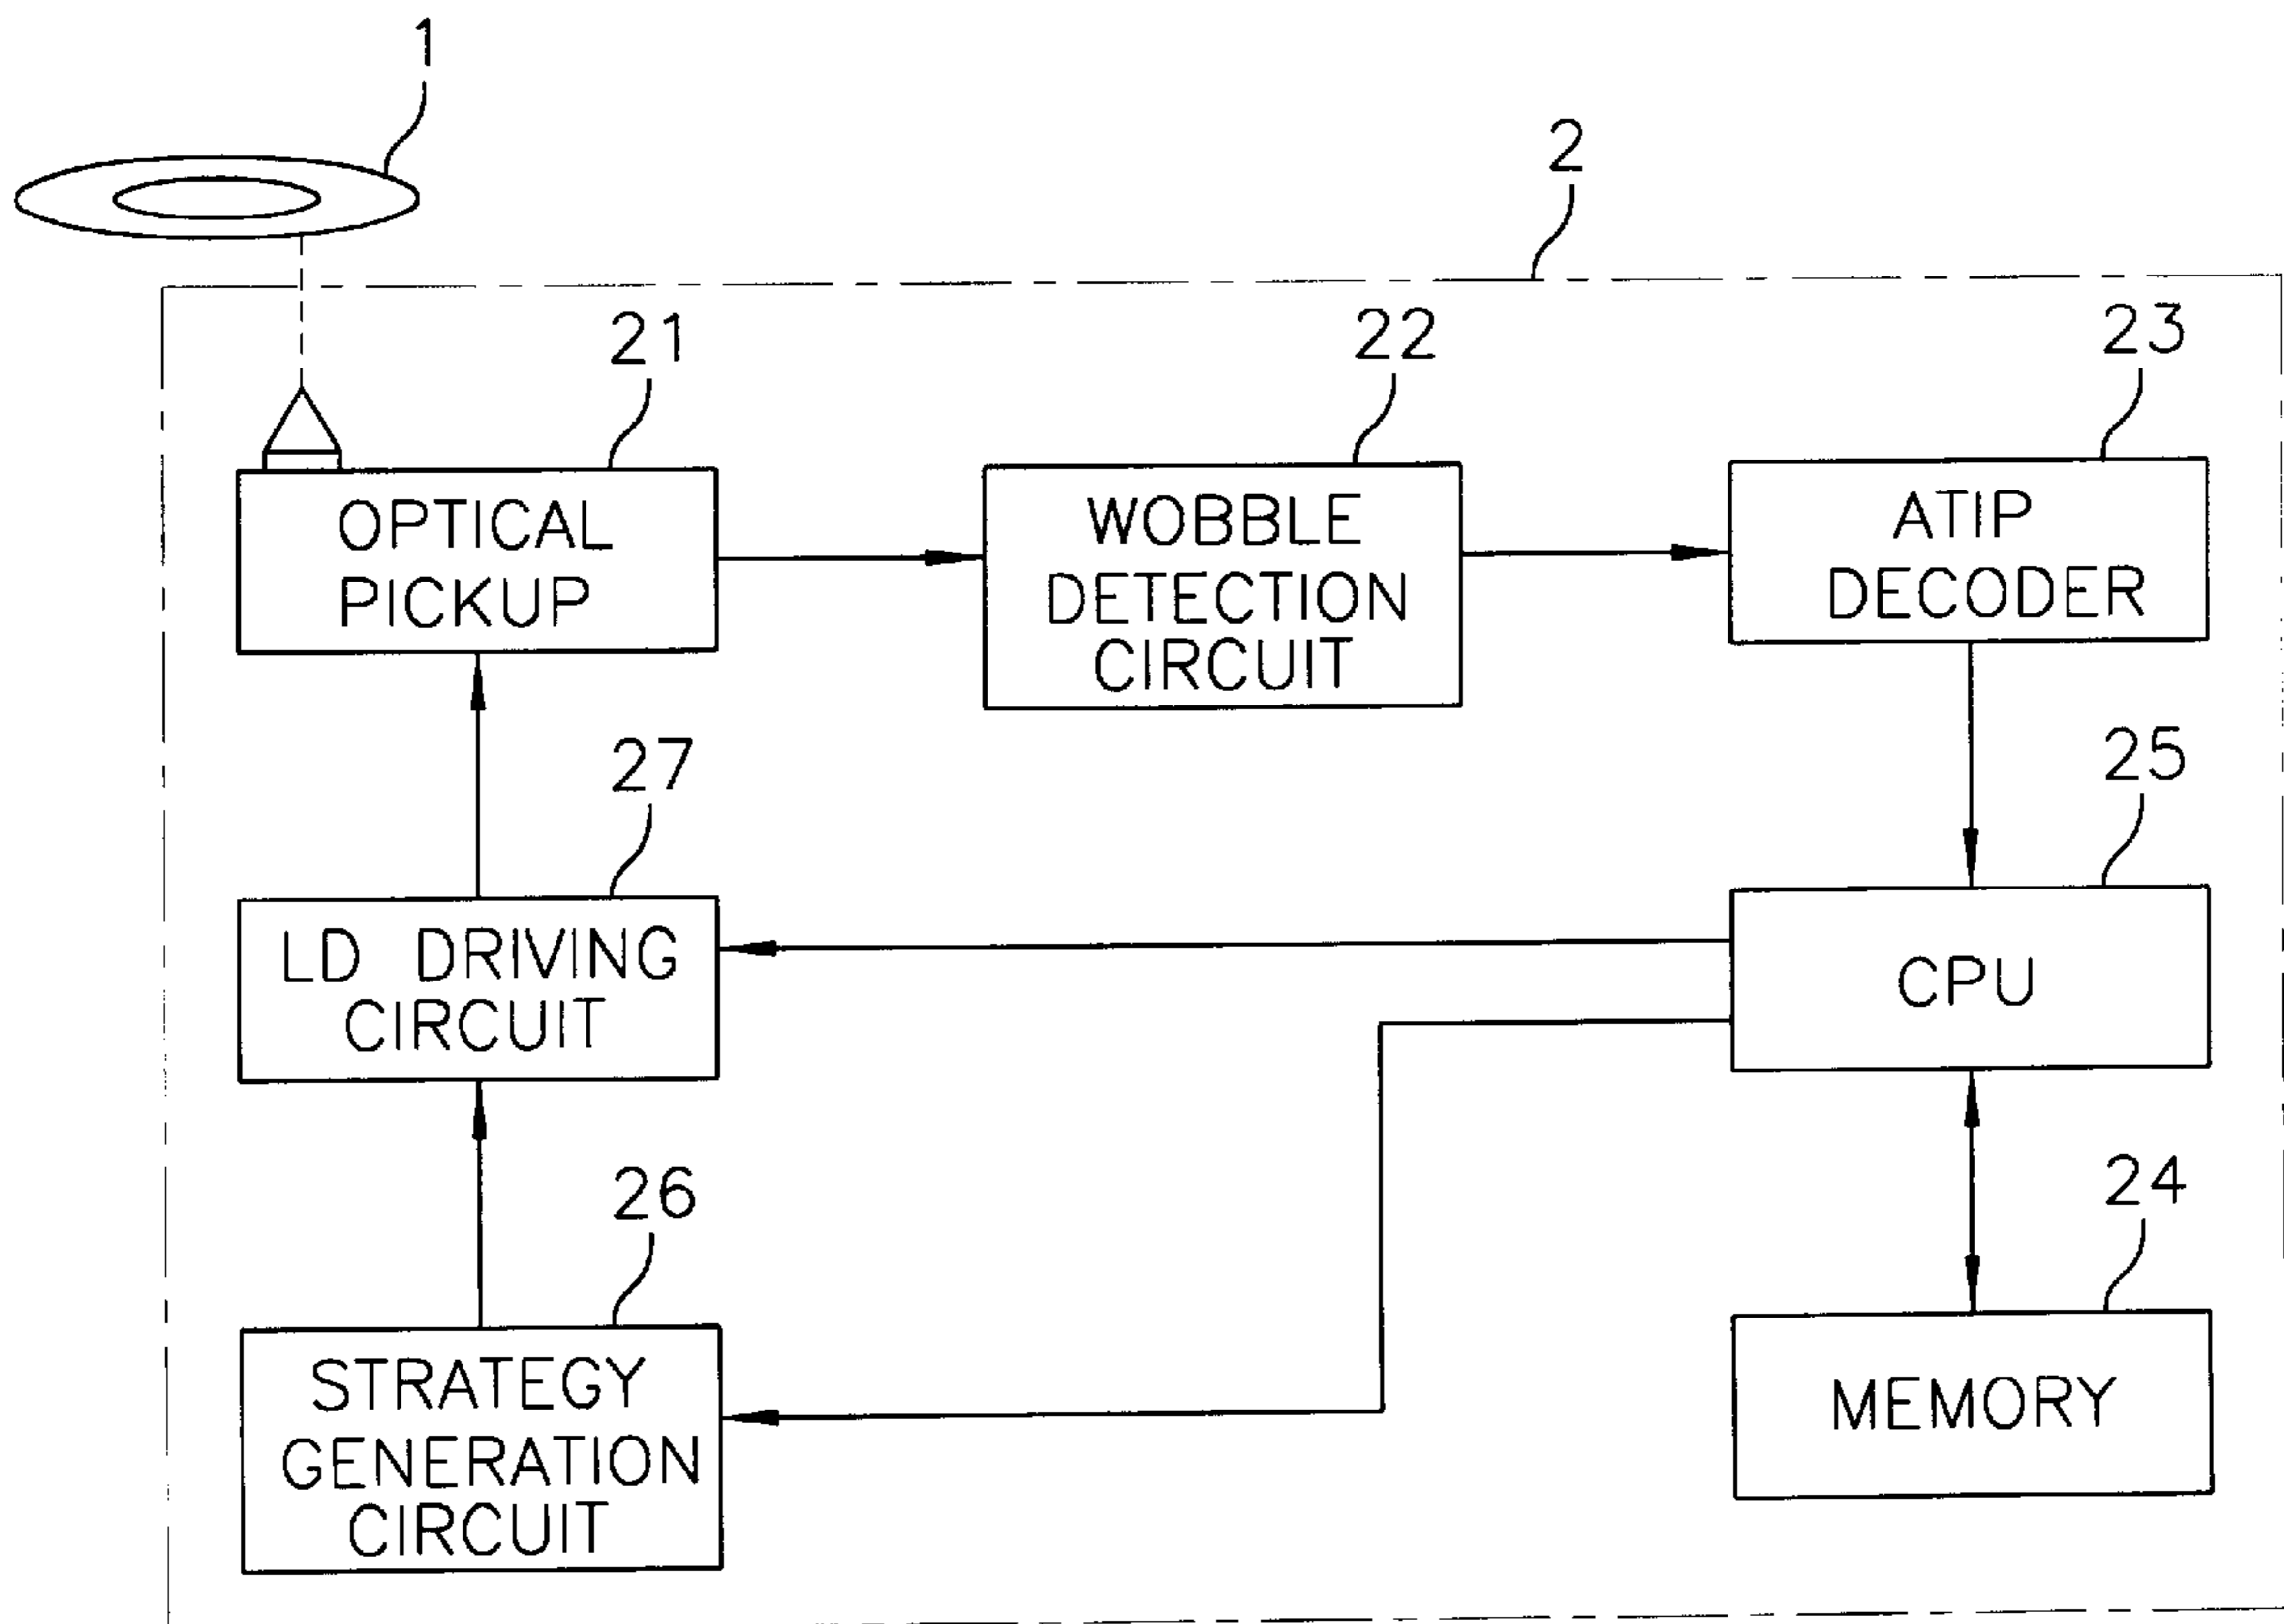 1
2
21
22
23
OPTICAL
PICKUP
WOBBLE
DETECTION
CIRCUIT
ATIP
DECODER
27
25
LD DRIVING
CIRCUIT
CPU
26
24
STRATEGY
GENERATION
CIRCUIT
MEMORY